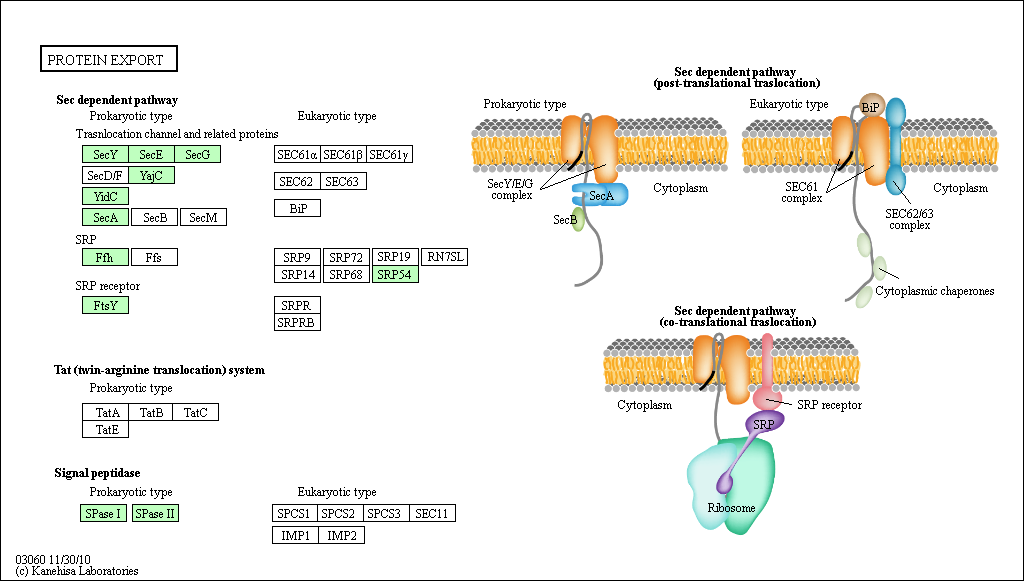 PROTEIN EXPORT
Sec dependent pathway
Prokaryotic type
Eukaryotic type
Trasnlocation channel and related proteins
SecY SecE SecG
SEC61α SEC61β SEC61γ
SecD/F YajC
SEC62 SEC63
YidC
BiP
SecA SecB SecM
SRP
Ffh Ffs
SRP9 SRP72 SRP19 RN7SL
SRP14 SRP68 SRP54
SRP receptor
FtsY
SRPR
SRPRB
Tat (twin-arginine translocation) system
Prokaryotic type
TatA TatB TatC
TatE
Signal peptidase
Prokaryotic type
Eukaryotic type
SPase I SPase II
SPCS1 SPCS2 SPCS3 SEC11
IMP1 IMP2
03060 11/30/10
(c) Kanehisa Laboratories
Sec dependent pathway
(post-translational traslocation)
Prokaryotic type
SecY/E/G
complex
SecA
SecB
Cytoplasm
Eukaryotic type
BiP
SEC61
complex
Cytoplasm
SEC62/63
complex
Cytoplasmic chaperones
Sec dependent pathway
(co-translational traslocation)
Cytoplasm
SRP receptor
SRP
Ribosome